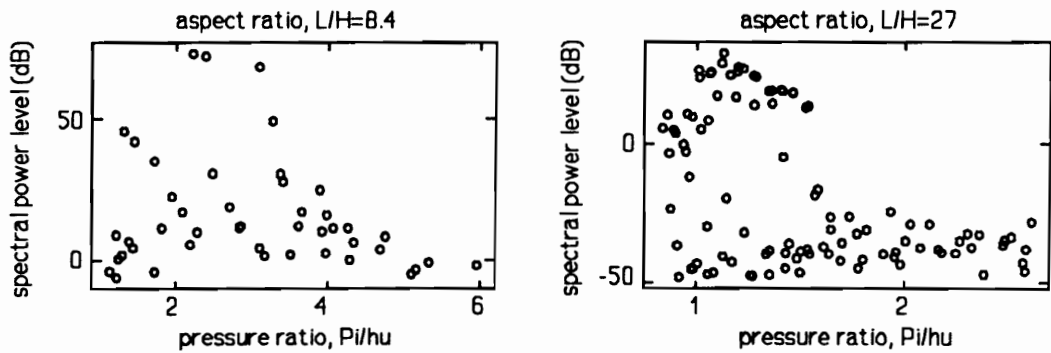 aspect ratio, L/H=8.4
spectral power level (dB)
50
0
2
4
6
pressure ratio, Pi/hu
aspect ratio, L/H=27
spectral power level (dB)
0
-50
1
2
pressure ratio, Pi/hu